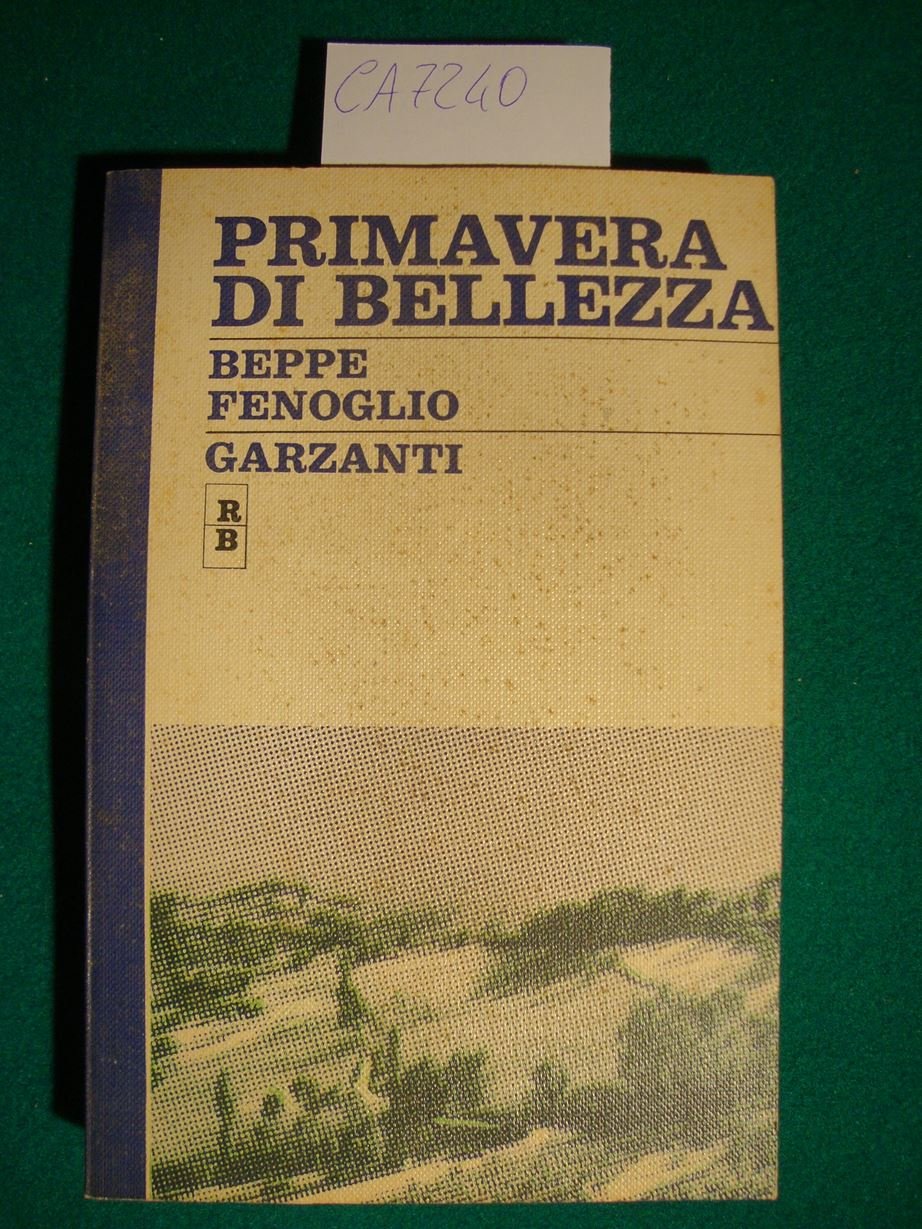 CA7240
PRIMAVERA
DI BELLEZZA
BEPPE
FENOGLIO
GARZANTI
R
B